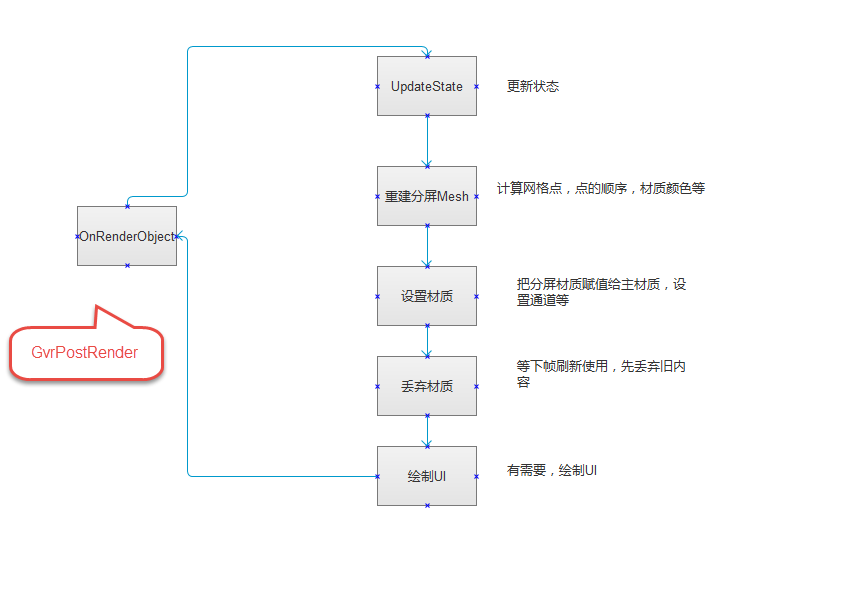 UpdateState
更新状态
重建分屏Mesh
计算网格点，点的顺序，材质颜色等
OnRenderObject
设置材质
把分屏材质赋值给主材质，设
置通道等
GvrPostRender
丢弃材质
等下帧刷新使用，先丢弃旧内
容
绘制UI
有需要，绘制UI